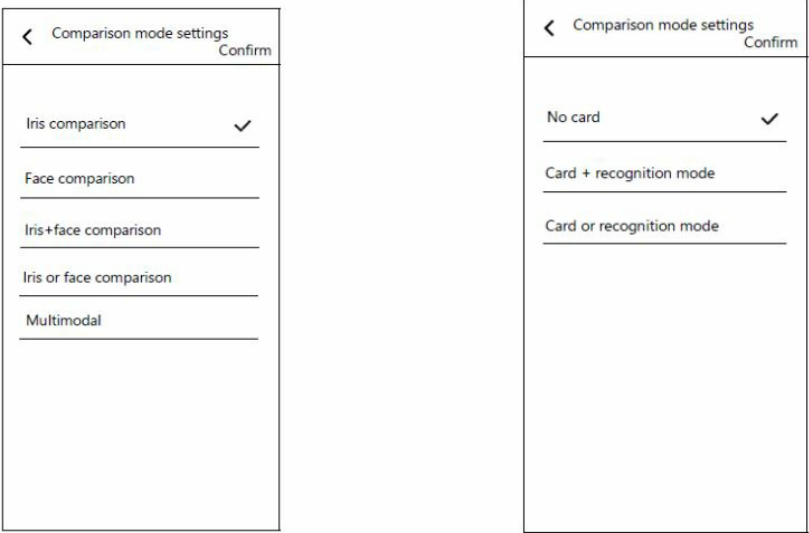 Comparison mode settings
Confirm
Iris comparison
Face comparison
Iris+face comparison
Iris or face comparison
Multimodal
Comparison mode settings
Confirm
No card
Card + recognition mode
Card or recognition mode